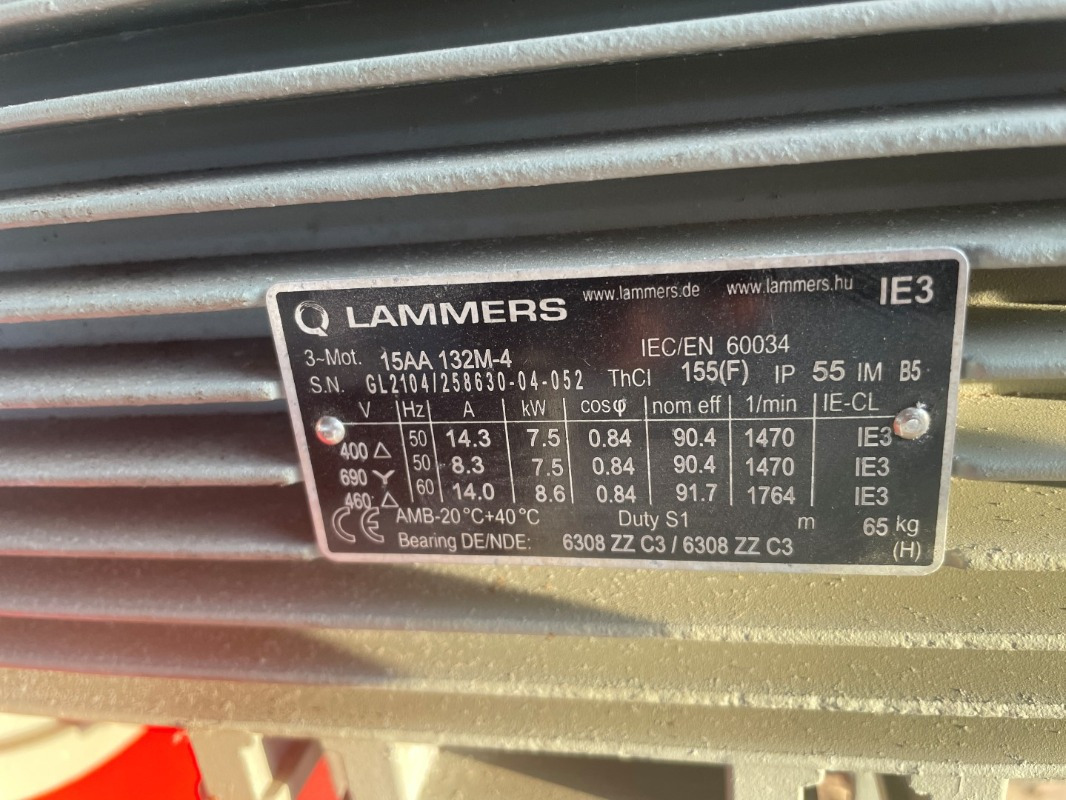 LAMMERS www.lammers.de www.lammers.hu IE3
3~Mot. 15AA 132M-4 IEC/EN 60034
S.N. GL2104/258630-04-052 ThCl 155(F) IP 55 IM B5
V Hz A kW cosφ nom eff 1/min IE-CL
400 Δ 50 14.3 7.5 0.84 90.4 1470 IE3
690 Y 50 8.3 7.5 0.84 90.4 1470 IE3
460 Δ 60 14.0 8.6 0.84 91.7 1764 IE3
CE AMB-20°C+40°C Duty S1 m 65 kg
Bearing DE/NDE: 6308 ZZ C3 / 6308 ZZ C3 (H)